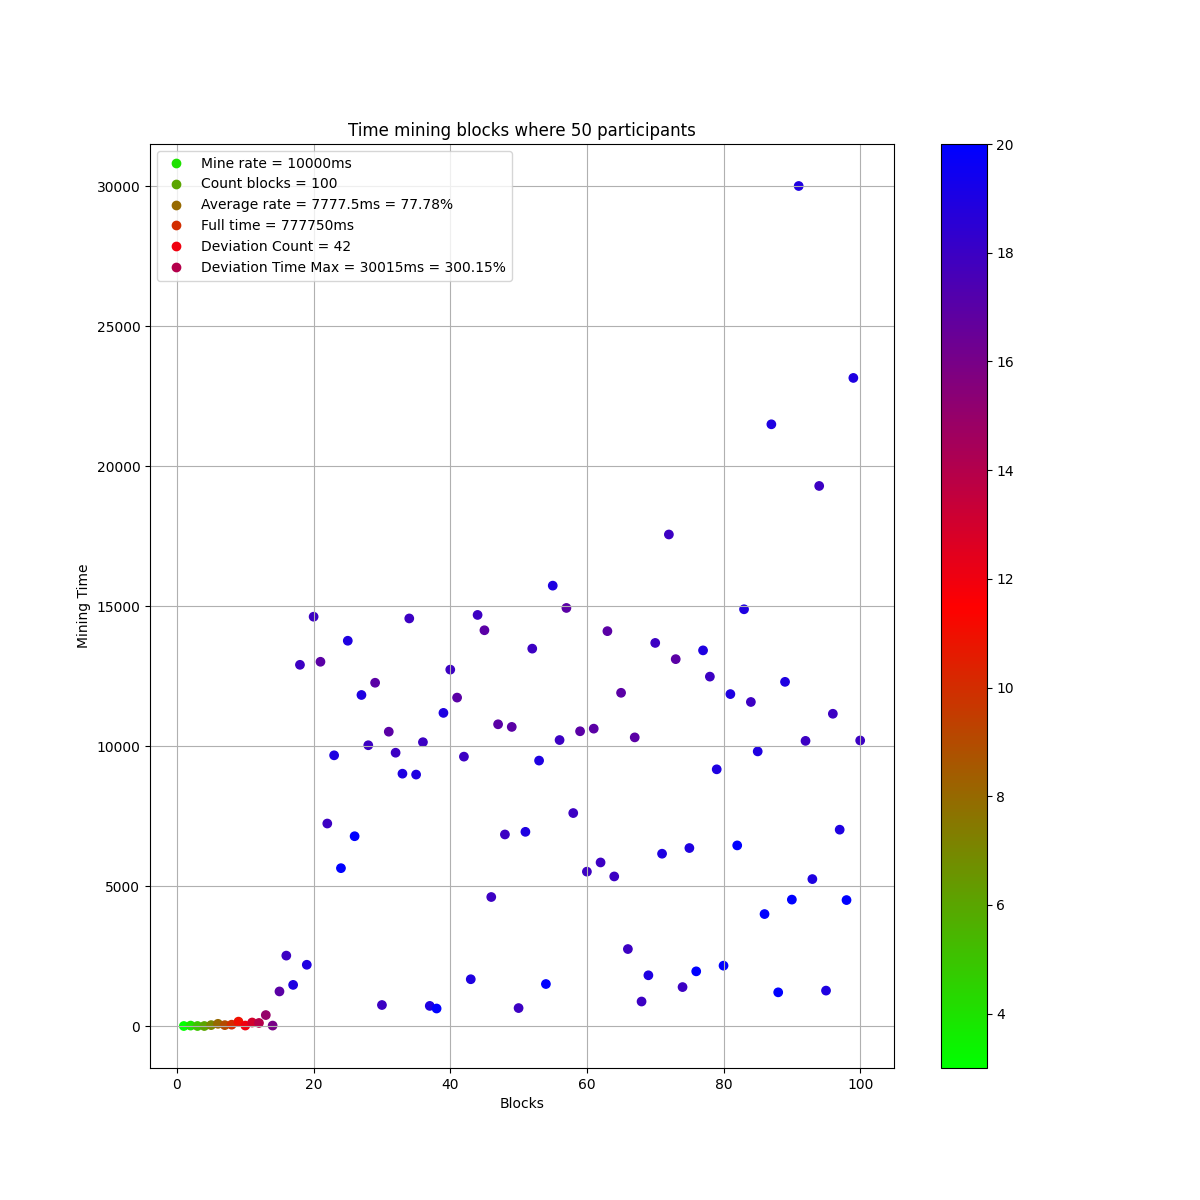 Time mining blocks where 50 participants
Mine rate = 10000ms
Count blocks = 100
Average rate = 7777.5ms = 77.78%
Full time = 777750ms
Deviation Count = 42
Deviation Time Max = 30015ms = 300.15%
30000
25000
20000
15000
10000
5000
0
Mining Time
0 20 40 60 80 100
Blocks
20
18
16
14
12
10
8
6
4